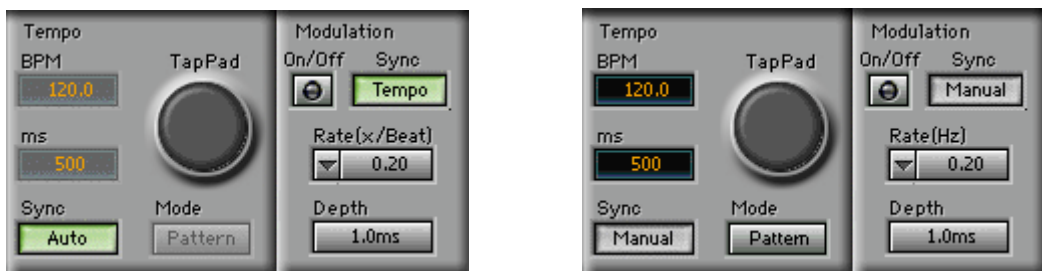 Tempo
BPM
TapPad
120.0
ms
500
Sync
Mode
Auto
Pattern
Modulation
On/Off Sync
Tempo
Rate(x/Beat)
0.20
Depth
1.0ms
Tempo
BPM
TapPad
120.0
ms
500
Sync
Mode
Manual
Pattern
Modulation
On/Off Sync
Manual
Rate(Hz)
0.20
Depth
1.0ms